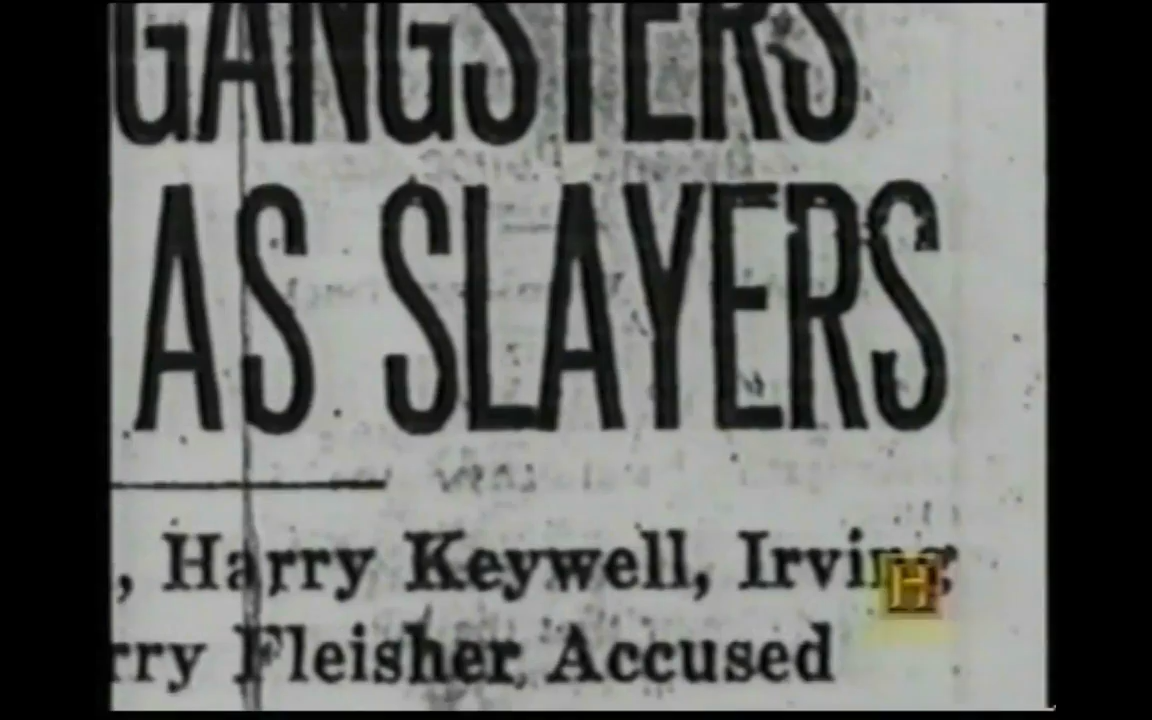 GANGSTERS
AS SLAYERS
, Harry Keywell, Irving
rry Fleisher Accused
H